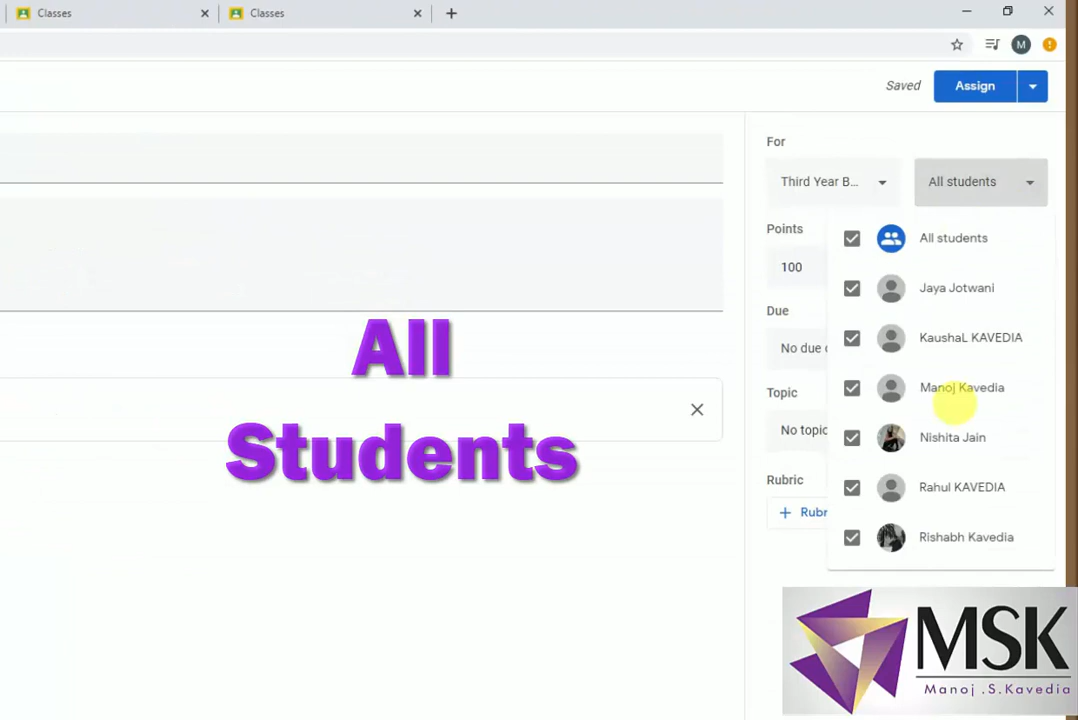 Classes
Classes
M
Saved
Assign
For
Third Year B...
All students
Points
All students
100
Jaya Jotwani
Due
KaushaL KAVEDIA
No due
Manoj Kavedia
Topic
No topic
Nishita Jain
Rubric
Rahul KAVEDIA
+ Rubr
Rishabh Kavedia
All
Students
MSK
Manoj .S.Kavedia